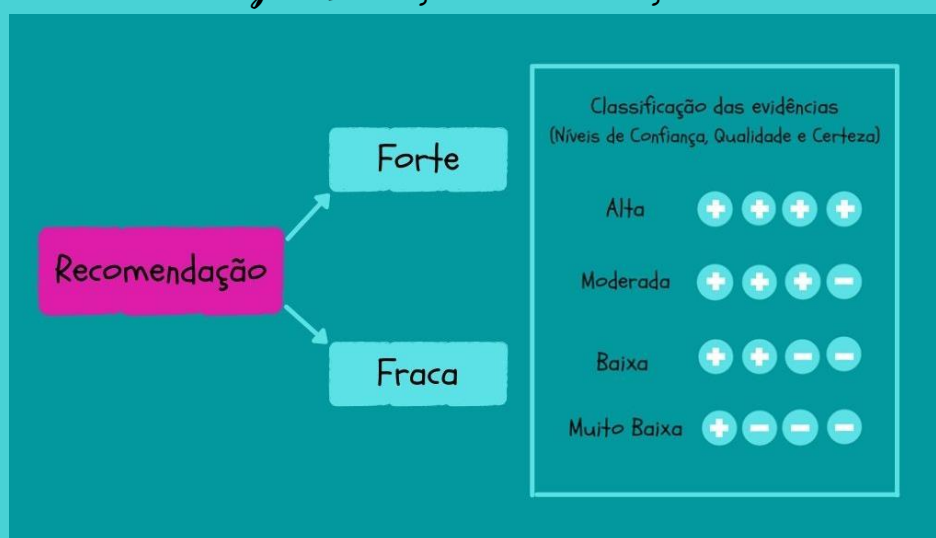 Recomendação
Forte
Fraca
Classificação das evidências
(Níveis de Confiança, Qualidade e Certeza)
Alta
Moderada
Baixa
Muito Baixa